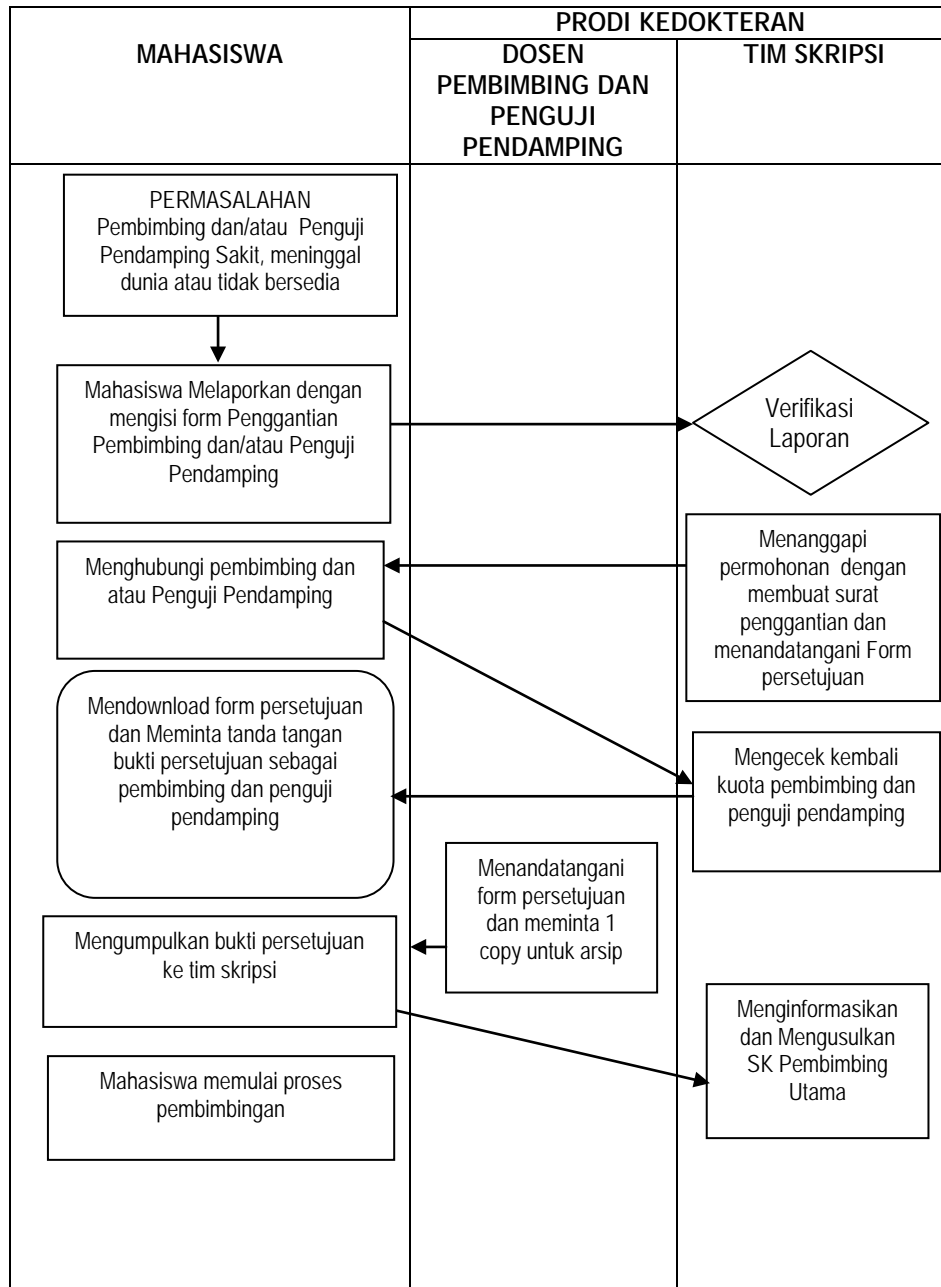 PRODI KEDOKTERAN
MAHASISWA
DOSEN
PEMBIMBING DAN
PENGUJI
PENDAMPING
TIM SKRIPSI
PERMASALAHAN
Pembimbing dan/atau Penguji
Pendamping Sakit, meninggal
dunia atau tidak bersedia
Mahasiswa Melaporkan dengan
mengisi form Penggantian
Pembimbing dan/atau Penguji
Pendamping
Verifikasi
Laporan
Menanggapi
permohonan dengan
membuat surat
penggantian dan
menandatangani Form
persetujuan
Menghubungi pembimbing dan
atau Penguji Pendamping
Mengecek kembali
kuota pembimbing dan
penguji pendamping
Mendownload form persetujuan
dan Meminta tanda tangan
bukti persetujuan sebagai
pembimbing dan penguji
pendamping
Menandatangani
form persetujuan
dan meminta 1
copy untuk arsip
Mengumpulkan bukti persetujuan
ke tim skripsi
Menginformasikan
dan Mengusulkan
SK Pembimbing
Utama
Mahasiswa memulai proses
pembimbingan